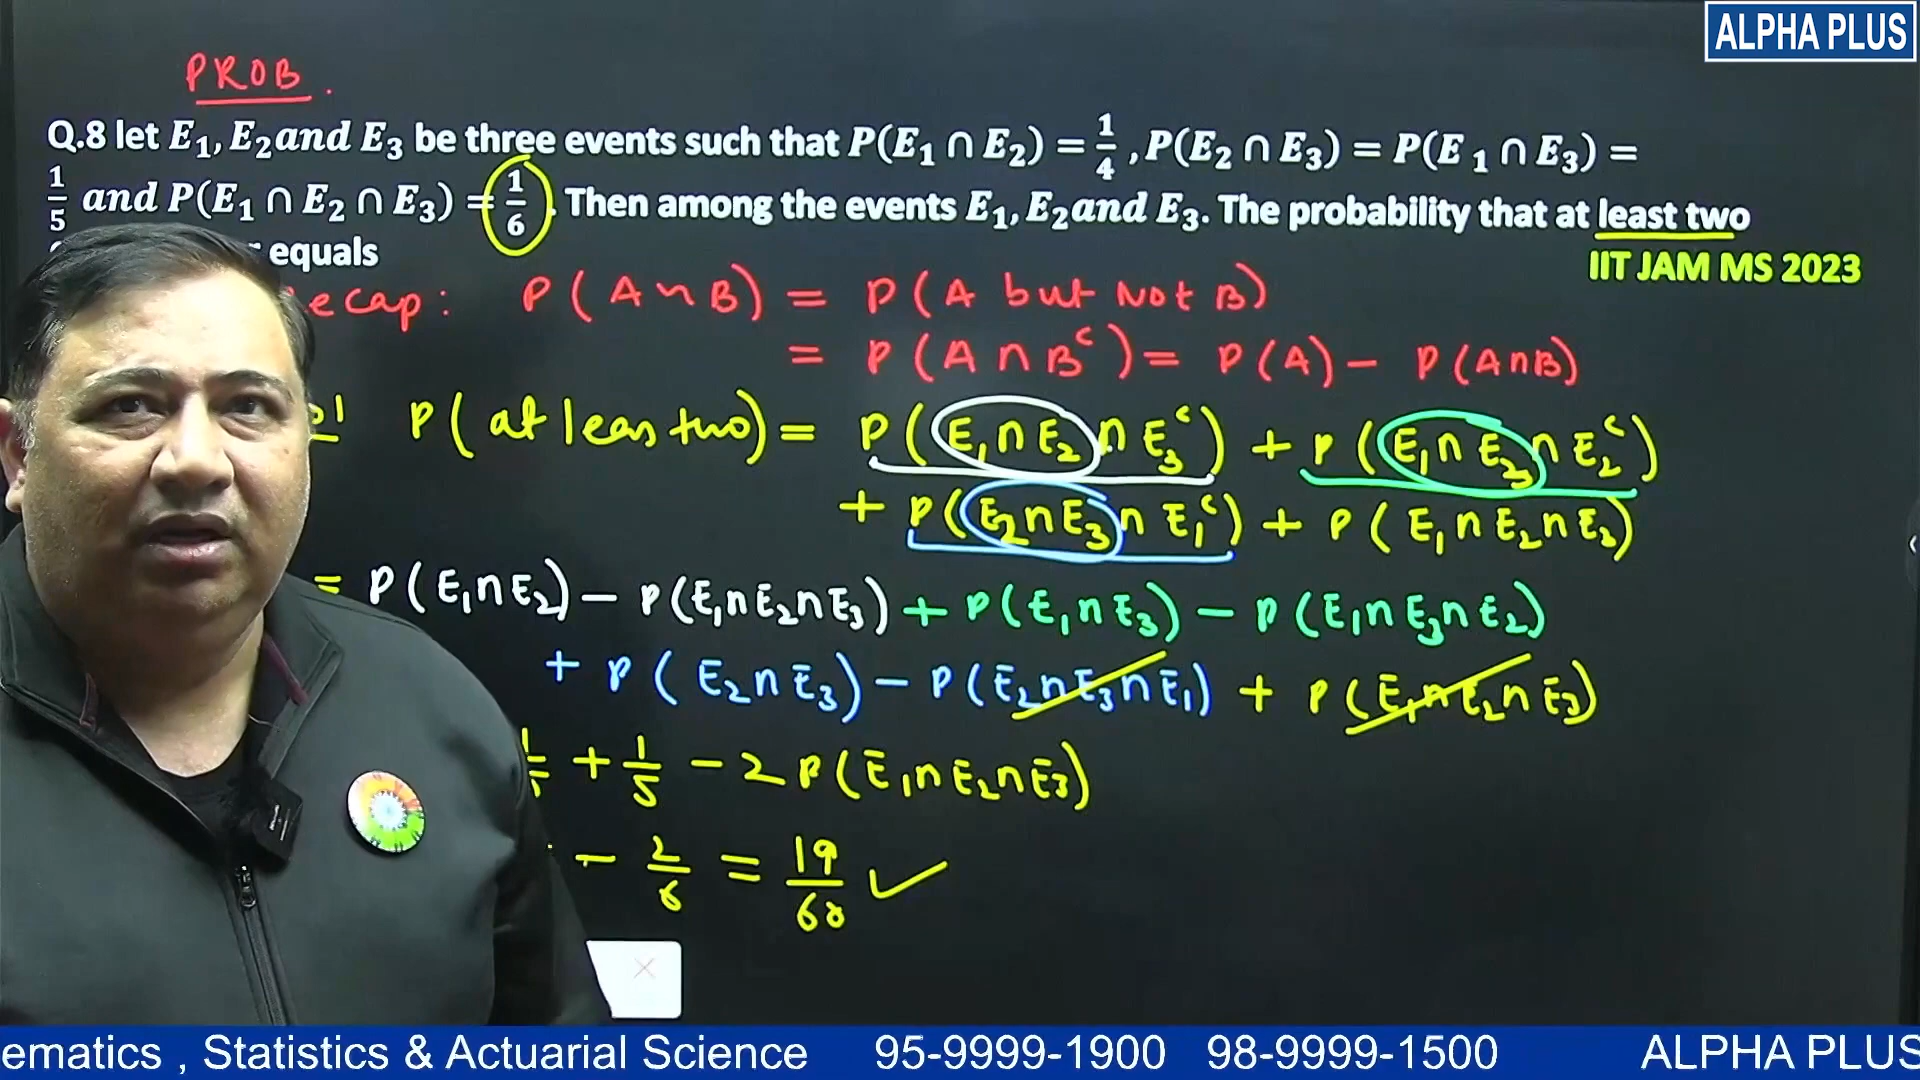 ALPHA PLUS
PROB.
Q.8 let E₁, E₂and E₃ be three events such that P(E₁ ∩ E₂) = 1/4 , P(E₂ ∩ E₃) = P(E ₁ ∩ E₃) =
1/5 and P(E₁ ∩ E₂ ∩ E₃) = 1/6 . Then among the events E₁, E₂and E₃. The probability that at least two
equals
IIT JAM MS 2023
ecap: P(A ~ B) = P(A but Not B)
= P(A ∩ Bᶜ) = P(A) - P(A∩B)
P(at least two) = P(E₁∩E₂∩E₃ᶜ) + P(E₁∩E₃∩E₂ᶜ)
+ P(E₂∩E₃∩E₁ᶜ) + P(E₁∩E₂∩E₃)
= P(E₁∩E₂) - P(E₁∩E₂∩E₃) + P(E₁∩E₃) - P(E₁∩E₃∩E₂)
+ P(E₂∩E₃) - P(E₂∩E₃∩E₁) + P(E₁∩E₂∩E₃)
+ 1/5 - 2P(E₁∩E₂∩E₃)
- 2/6 = 19/60 ✓
ematics , Statistics & Actuarial Science 95-9999-1900 98-9999-1500 ALPHA PLUS